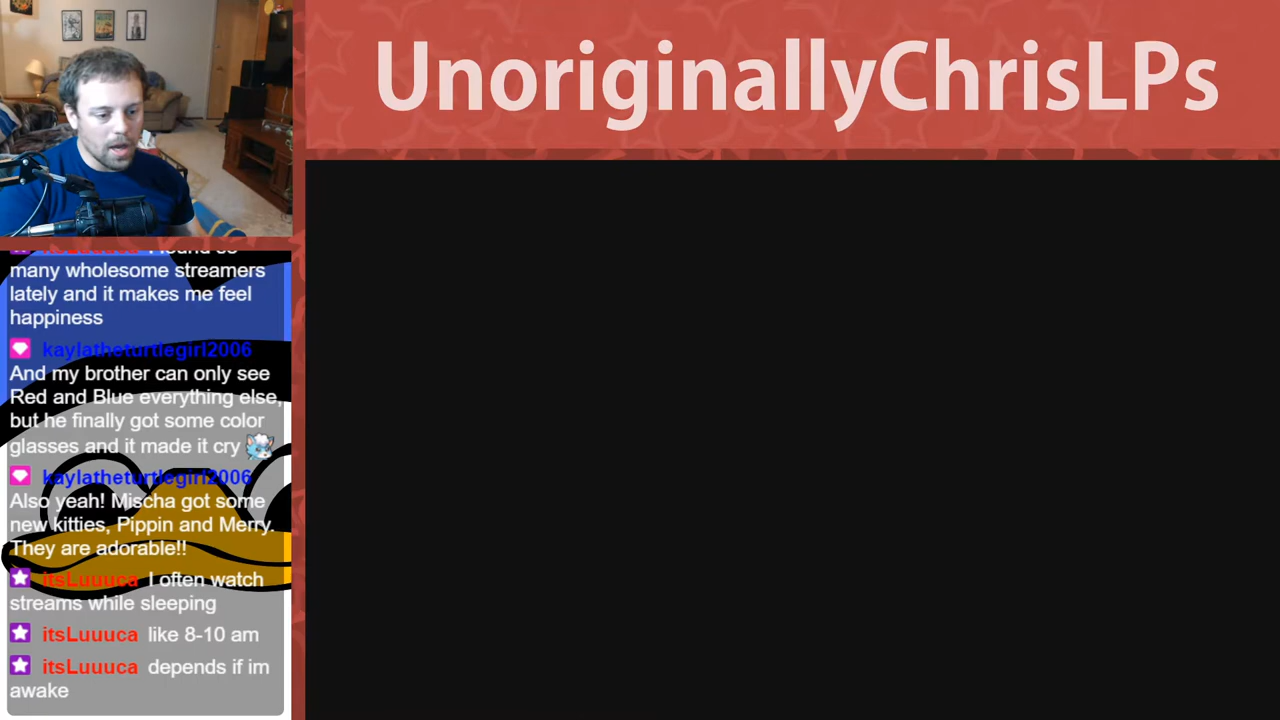 UnoriginallyChrisLPs
many wholesome streamers
lately and it makes me feel
happiness
kaylatheturtlegirl2006
And my brother can only see
Red and Blue everything else,
but he finally got some color
glasses and it made it cry
kaylatheturtlegirl2006
Also yeah! Mischa got some
new kitties, Pippin and Merry.
They are adorable!!
itsLuuuca I often watch
streams while sleeping
itsLuuuca like 8-10 am
itsLuuuca depends if im
awake